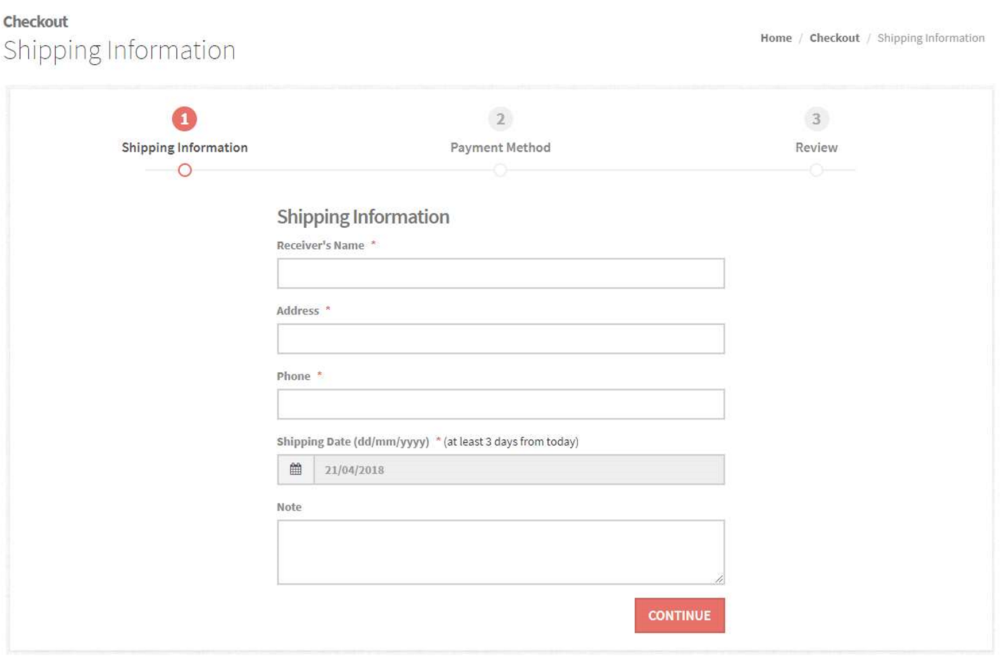 Checkout
Shipping Information
Home / Checkout / Shipping Information
1
Shipping Information
2
Payment Method
3
Review
Shipping Information
Receiver's Name *
Address *
Phone *
Shipping Date (dd/mm/yyyy) * (at least 3 days from today)
21/04/2018
Note
CONTINUE